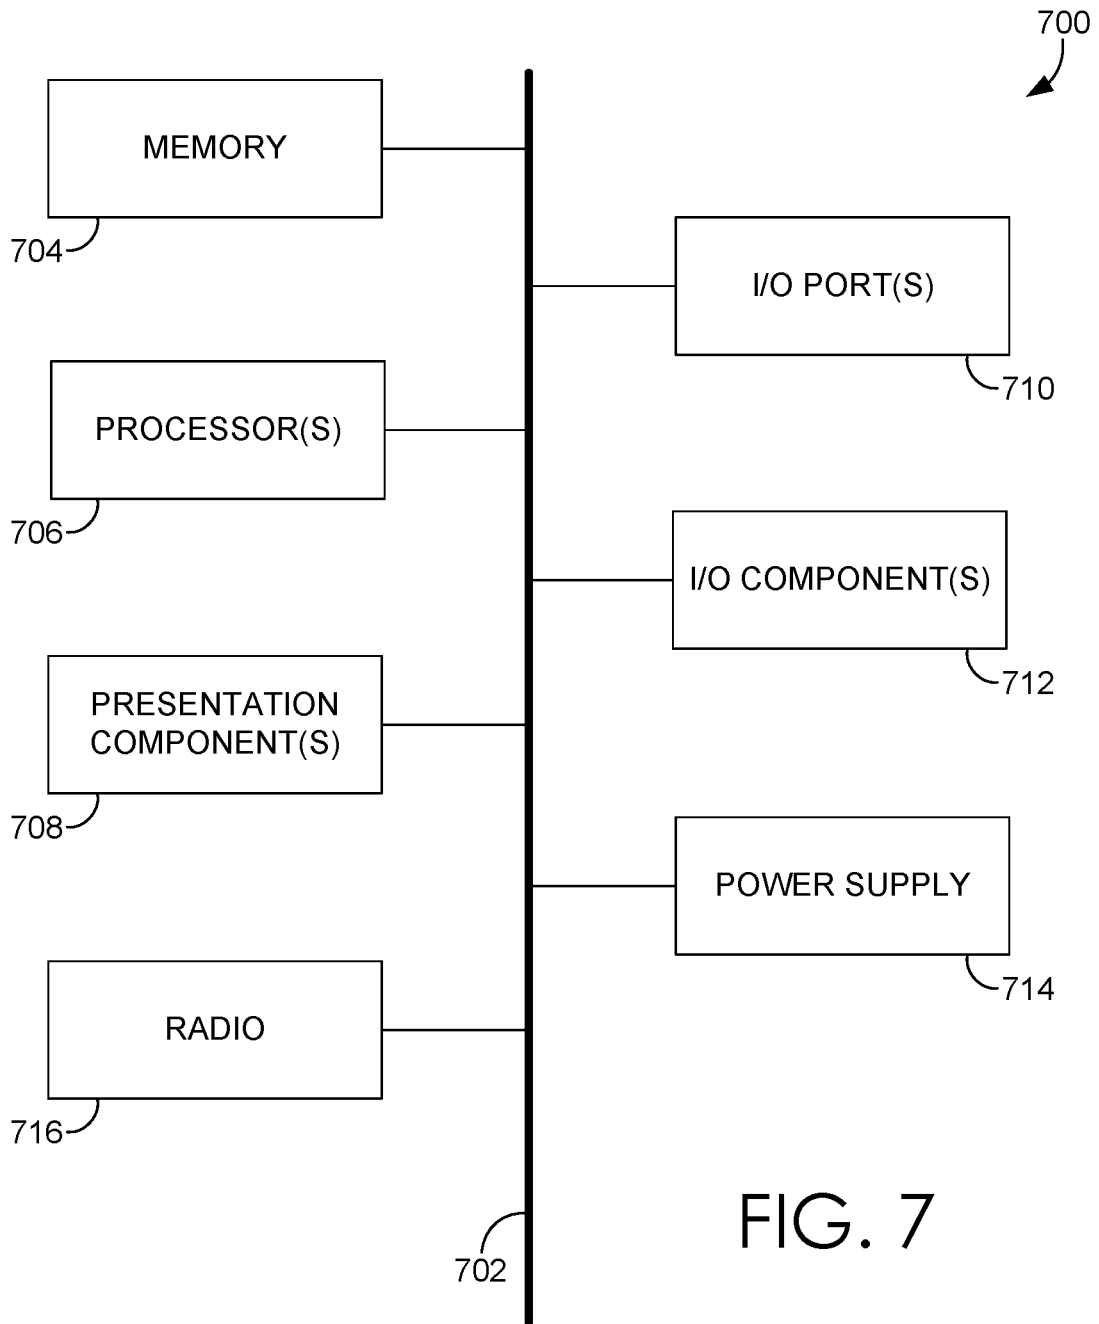 700
MEMORY
704
I/O PORT(S)
710
PROCESSOR(S)
706
I/O COMPONENT(S)
712
PRESENTATION
COMPONENT(S)
708
POWER SUPPLY
714
RADIO
716
702
FIG. 7